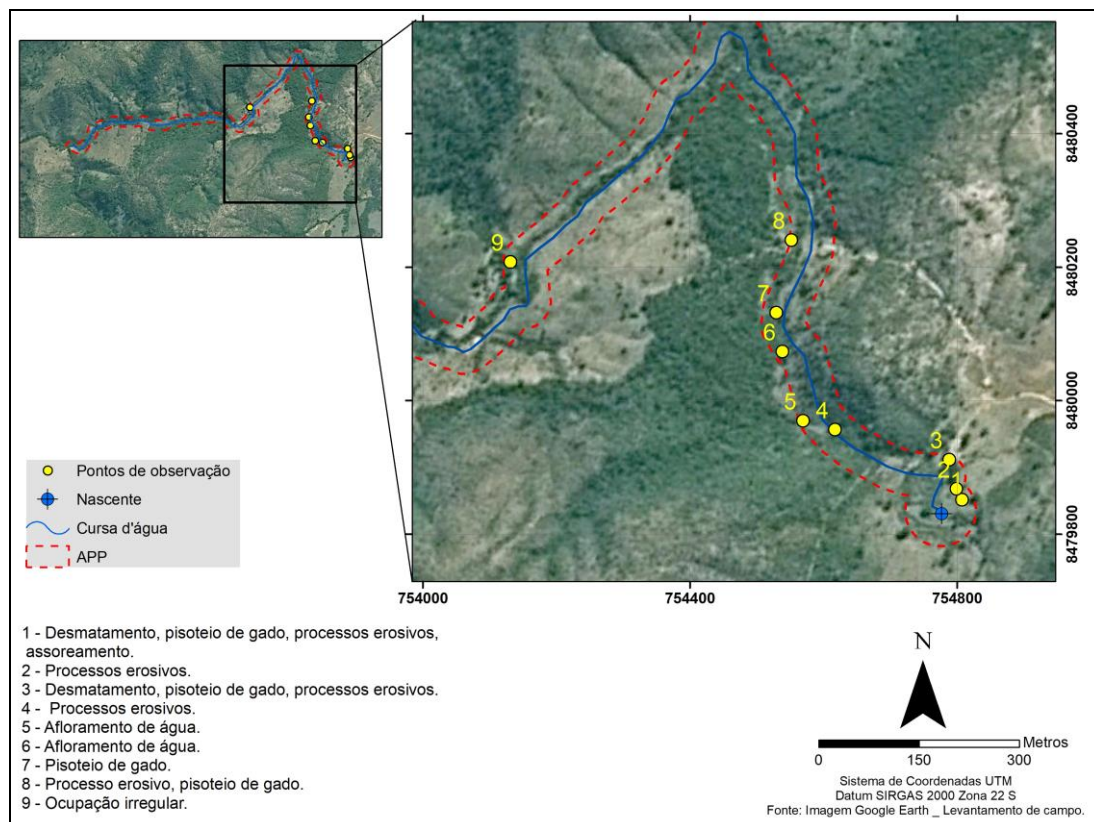 9
8
7
6
5
4
3
2
1
8480400
8480200
8480000
8479800
754000
754400
754800
Pontos de observação
Nascente
Cursa d'água
APP
1 - Desmatamento, pisoteio de gado, processos erosivos,
assoreamento.
2 - Processos erosivos.
3 - Desmatamento, pisoteio de gado, processos erosivos.
4 - Processos erosivos.
5 - Afloramento de água.
6 - Afloramento de água.
7 - Pisoteio de gado.
8 - Processo erosivo, pisoteio de gado.
9 - Ocupação irregular.
N
Metros
0 150 300
Sistema de Coordenadas UTM
Datum SIRGAS 2000 Zona 22 S
Fonte: Imagem Google Earth _ Levantamento de campo.